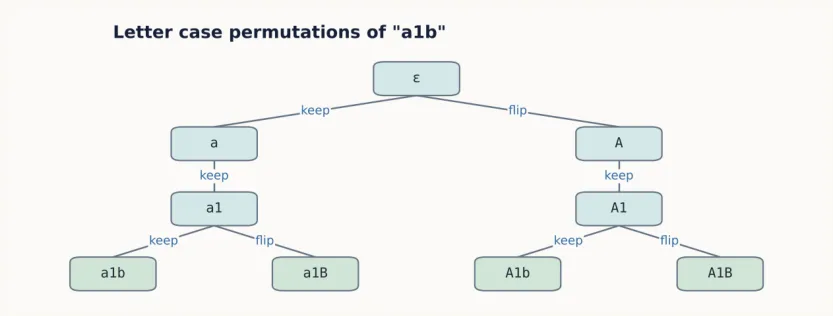 Letter case permutations of "a1b"
ε
keep flip
a A
keep keep
a1 A1
keep flip keep flip
a1b a1B A1b A1B